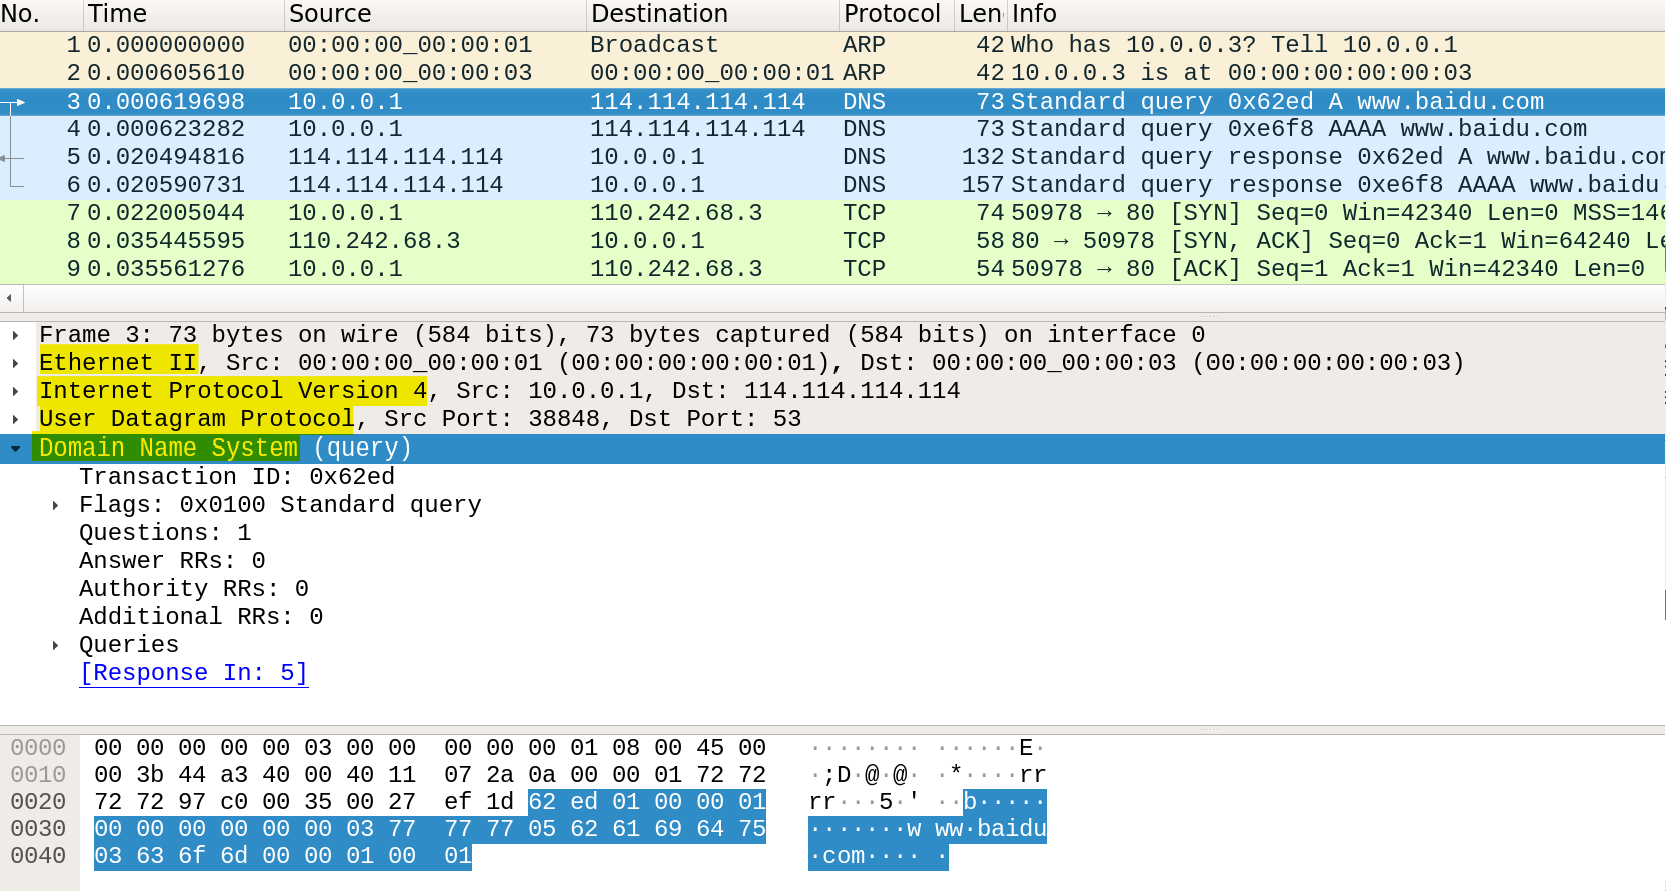 No. Time Source Destination Protocol Len Info
1 0.000000000 00:00:00_00:00:01 Broadcast ARP 42 Who has 10.0.0.3? Tell 10.0.0.1
2 0.000605610 00:00:00_00:00:03 00:00:00_00:00:01 ARP 42 10.0.0.3 is at 00:00:00:00:00:03
3 0.000619698 10.0.0.1 114.114.114.114 DNS 73 Standard query 0x62ed A www.baidu.com
4 0.000623282 10.0.0.1 114.114.114.114 DNS 73 Standard query 0xe6f8 AAAA www.baidu.com
5 0.020494816 114.114.114.114 10.0.0.1 DNS 132 Standard query response 0x62ed A www.baidu.com
6 0.020590731 114.114.114.114 10.0.0.1 DNS 157 Standard query response 0xe6f8 AAAA www.baidu
7 0.022005044 10.0.0.1 110.242.68.3 TCP 74 50978 → 80 [SYN] Seq=0 Win=42340 Len=0 MSS=146
8 0.035445595 110.242.68.3 10.0.0.1 TCP 58 80 → 50978 [SYN, ACK] Seq=0 Ack=1 Win=64240 Le
9 0.035561276 10.0.0.1 110.242.68.3 TCP 54 50978 → 80 [ACK] Seq=1 Ack=1 Win=42340 Len=0
Frame 3: 73 bytes on wire (584 bits), 73 bytes captured (584 bits) on interface 0
Ethernet II, Src: 00:00:00_00:00:01 (00:00:00:00:00:01), Dst: 00:00:00_00:00:03 (00:00:00:00:00:03)
Internet Protocol Version 4, Src: 10.0.0.1, Dst: 114.114.114.114
User Datagram Protocol, Src Port: 38848, Dst Port: 53
Domain Name System (query)
Transaction ID: 0x62ed
Flags: 0x0100 Standard query
Questions: 1
Answer RRs: 0
Authority RRs: 0
Additional RRs: 0
Queries
[Response In: 5]
0000 00 00 00 00 00 03 00 00 00 00 00 01 08 00 45 00 ········ ······E·
0010 00 3b 44 a3 40 00 40 11 07 2a 0a 00 00 01 72 72 ·;D·@·@· ·*····rr
0020 72 72 97 c0 00 35 00 27 ef 1d 62 ed 01 00 00 01 rr···5·' ··b·····
0030 00 00 00 00 00 00 03 77 77 77 05 62 61 69 64 75 ·······w ww·baidu
0040 03 63 6f 6d 00 00 01 00 01 ·com···· ·